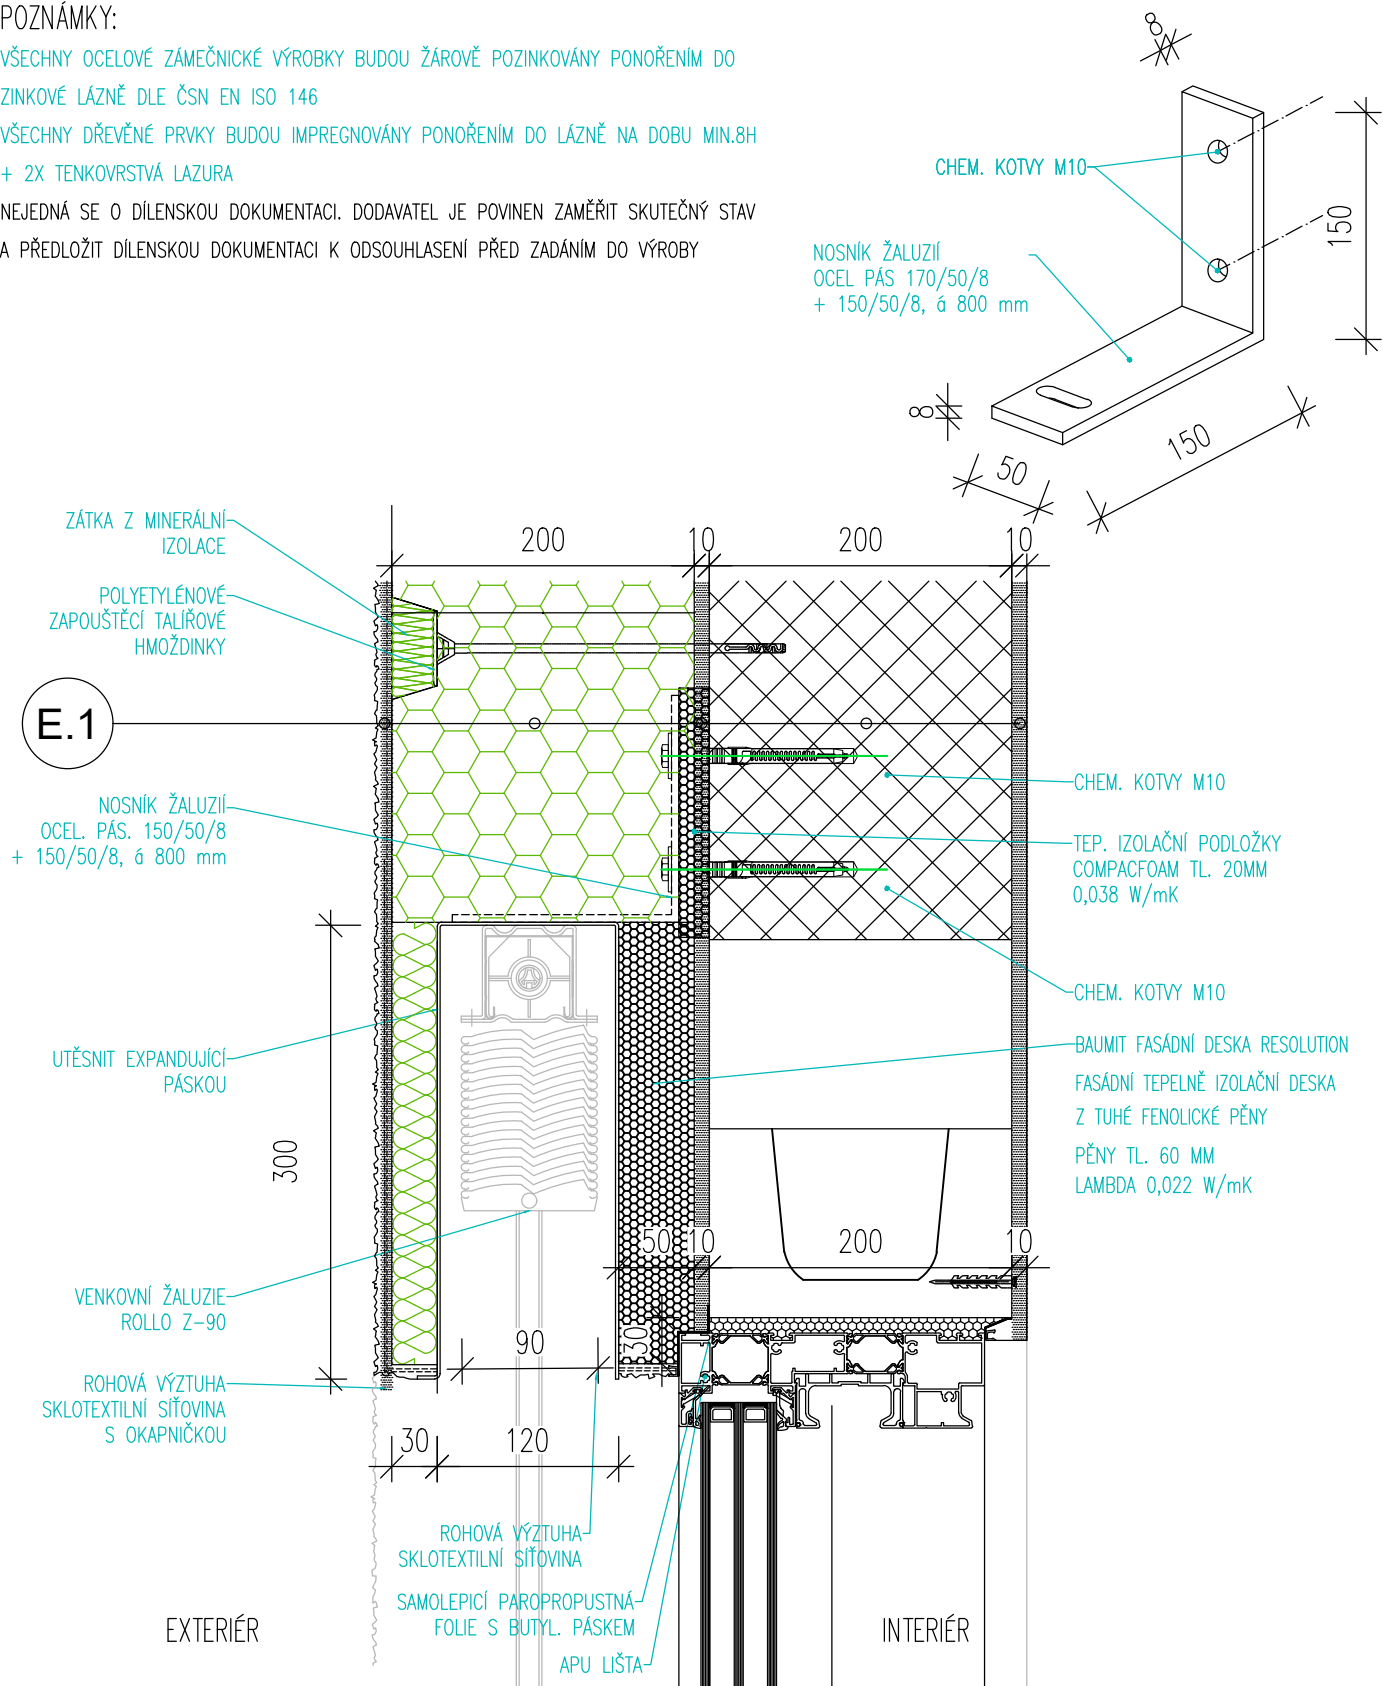 POZNÁMKY:
VŠECHNY OCELOVÉ ZÁMEČNICKÉ VÝROBKY BUDOU ŽÁROVĚ POZINKOVÁNY PONOŘENÍM DO
ZINKOVÉ LÁZNĚ DLE ČSN EN ISO 146
VŠECHNY DŘEVĚNÉ PRVKY BUDOU IMPREGNOVÁNY PONOŘENÍM DO LÁZNĚ NA DOBU MIN.8H
+ 2X TENKOVRSTVÁ LAZURA
NEJEDNÁ SE O DÍLENSKOU DOKUMENTACI. DODAVATEL JE POVINEN ZAMĚŘIT SKUTEČNÝ STAV
A PŘEDLOŽIT DÍLENSKOU DOKUMENTACI K ODSOUHLASENÍ PŘED ZADÁNÍM DO VÝROBY
8
CHEM. KOTVY M10
150
NOSNÍK ŽALUZIÍ
OCEL PÁS 170/50/8
+ 150/50/8, á 800 mm
8
50
150
ZÁTKA Z MINERÁLNÍ
IZOLACE
POLYETYLÉNOVÉ
ZAPOUŠTĚCÍ TALÍŘOVÉ
HMOŽDINKY
200
10
200
10
E.1
NOSNÍK ŽALUZIÍ
OCEL. PÁS. 150/50/8
+ 150/50/8, á 800 mm
CHEM. KOTVY M10
TEP. IZOLAČNÍ PODLOŽKY
COMPACFOAM TL. 20MM
0,038 W/mK
CHEM. KOTVY M10
UTĚSNIT EXPANDUJÍCÍ
PÁSKOU
BAUMIT FASÁDNÍ DESKA RESOLUTION
FASÁDNÍ TEPELNĚ IZOLAČNÍ DESKA
Z TUHÉ FENOLICKÉ PĚNY
PĚNY TL. 60 MM
LAMBDA 0,022 W/mK
300
50
10
200
10
VENKOVNÍ ŽALUZIE
ROLLO Z-90
90
30
ROHOVÁ VÝZTUHA
SKLOTEXTILNÍ SÍŤOVINA
S OKAPNIČKOU
30
120
ROHOVÁ VÝZTUHA
SKLOTEXTILNÍ SÍŤOVINA
SAMOLEPICÍ PAROPROPUSTNÁ
FOLIE S BUTYL. PÁSKEM
APU LIŠTA
EXTERIÉR
INTERIÉR